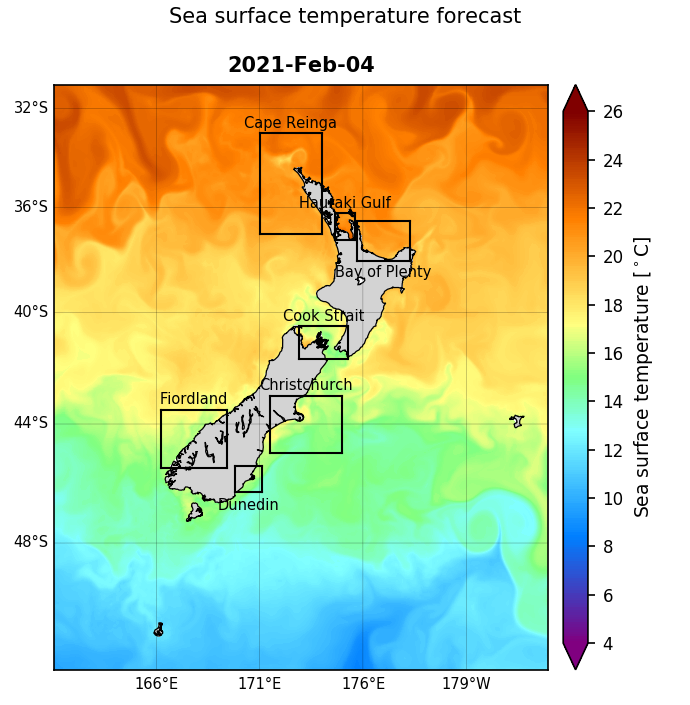 Sea surface temperature forecast
2021-Feb-04
32°S
36°S
40°S
44°S
48°S
Cape Reinga
Hauraki Gulf
Bay of Plenty
Cook Strait
Christchurch
Fiordland
Dunedin
166°E
171°E
176°E
179°W
26
24
22
20
18
16
14
12
10
8
6
4
Sea surface temperature [°C]